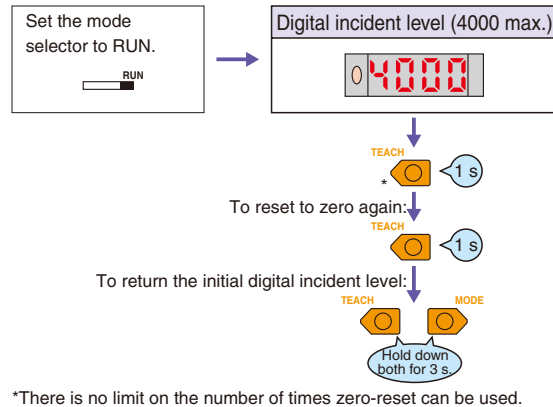 Set the mode
selector to RUN.
RUN
Digital incident level (4000 max.)
4000
TEACH
* 1 s
To reset to zero again:
TEACH
1 s
To return the initial digital incident level:
TEACH MODE
Hold down
both for 3 s.
*There is no limit on the number of times zero-reset can be used.